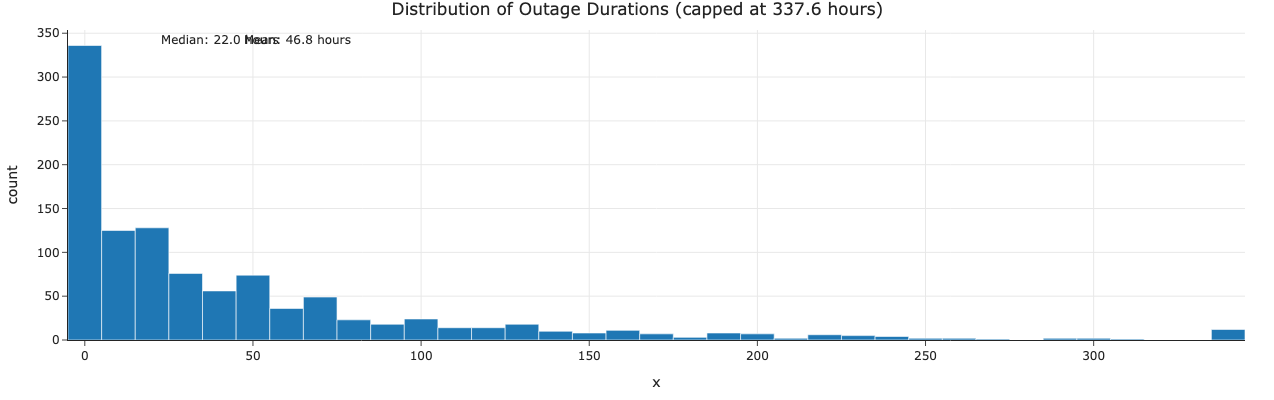 Distribution of Outage Durations (capped at 337.6 hours)
Median: 22.0 hours
Mean: 46.8 hours
350
300
250
200
150
100
50
0
count
0 50 100 150 200 250 300
x